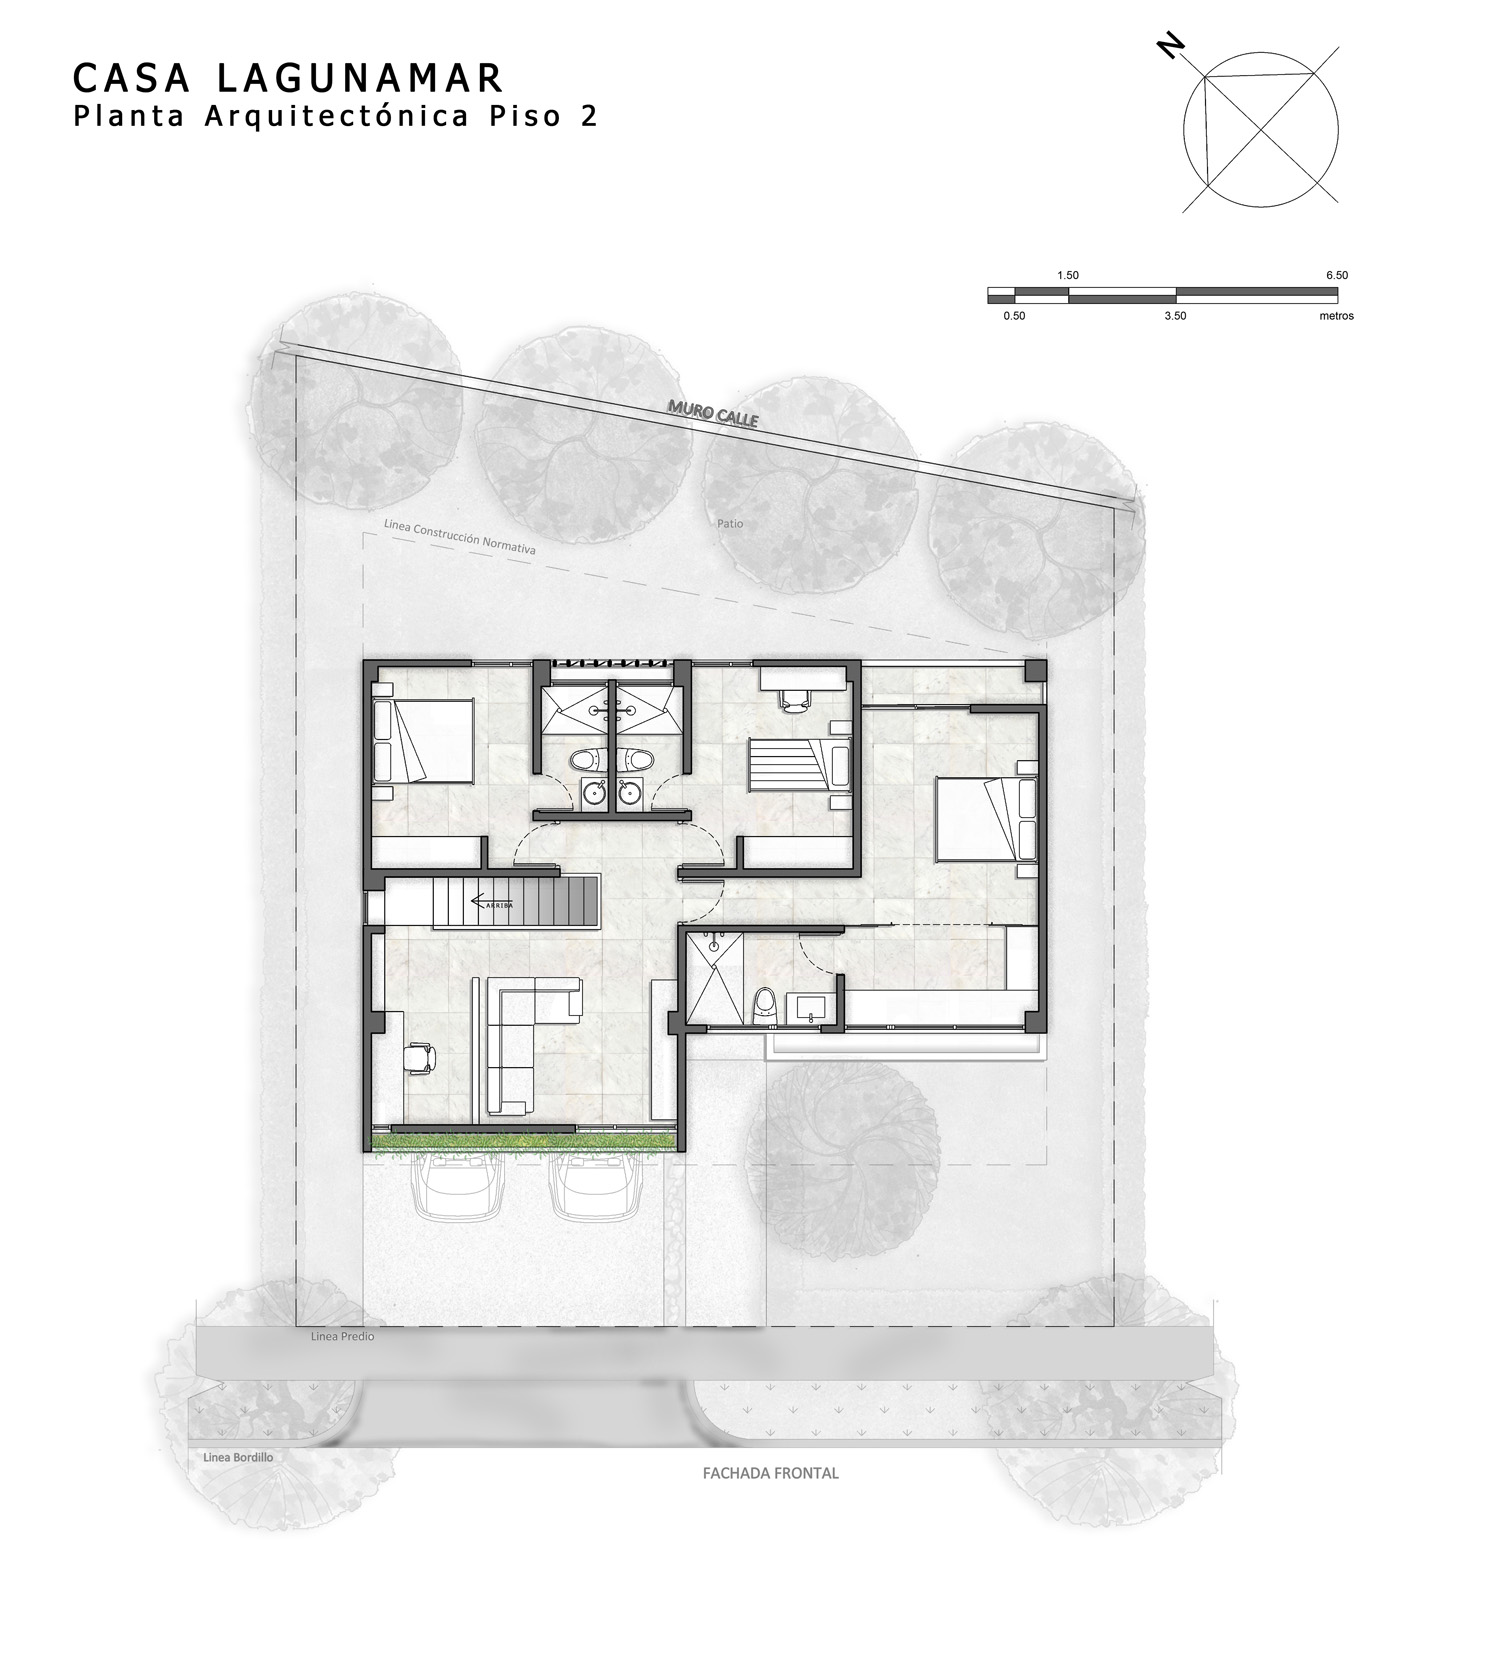 CASA LAGUNAMAR
Planta Arquitectónica Piso 2
N
1.50
6.50
0.50
3.50
metros
MURO CALLE
Linea Construcción Normativa
Patio
ARRIBA
Linea Predio
Linea Bordillo
FACHADA FRONTAL